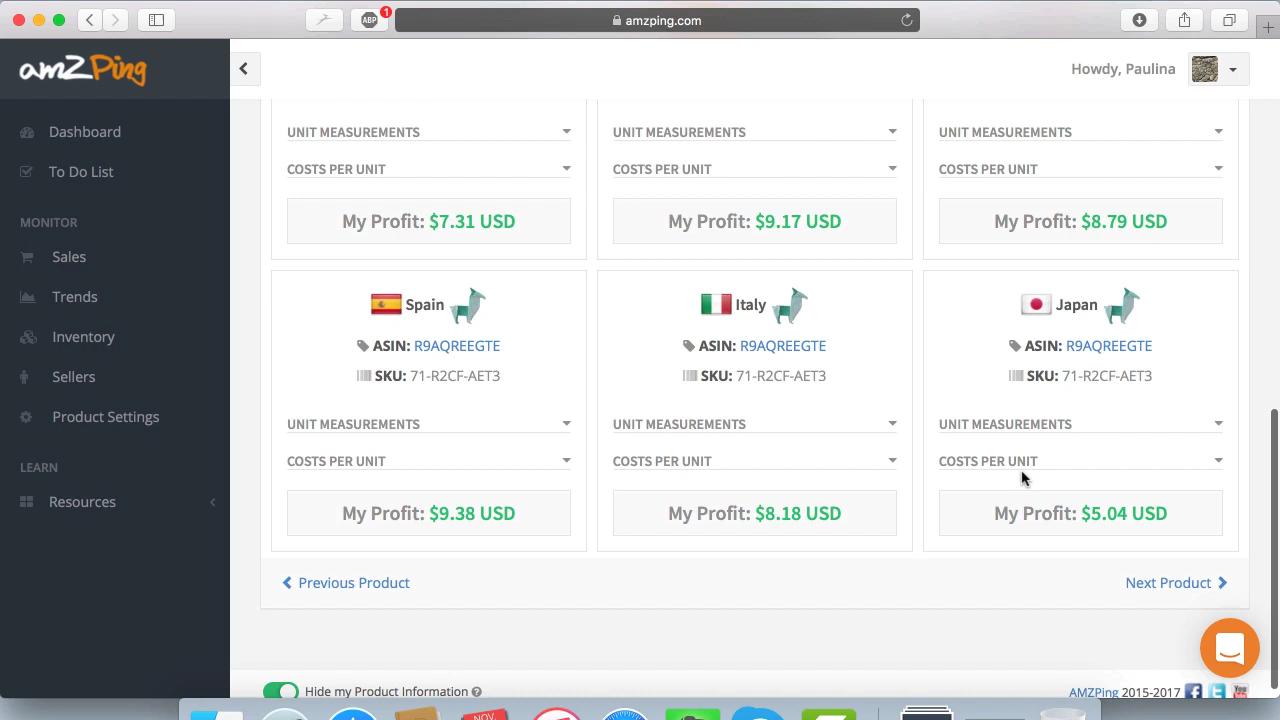 ABP
1
amzping.com
amZPing
Howdy, Paulina
Dashboard
To Do List
MONITOR
Sales
Trends
Inventory
Sellers
Product Settings
LEARN
Resources
UNIT MEASUREMENTS
COSTS PER UNIT
My Profit: $7.31 USD
UNIT MEASUREMENTS
COSTS PER UNIT
My Profit: $9.17 USD
UNIT MEASUREMENTS
COSTS PER UNIT
My Profit: $8.79 USD
Spain
ASIN: R9AQREEGTE
SKU: 71-R2CF-AET3
UNIT MEASUREMENTS
COSTS PER UNIT
My Profit: $9.38 USD
Italy
ASIN: R9AQREEGTE
SKU: 71-R2CF-AET3
UNIT MEASUREMENTS
COSTS PER UNIT
My Profit: $8.18 USD
Japan
ASIN: R9AQREEGTE
SKU: 71-R2CF-AET3
UNIT MEASUREMENTS
COSTS PER UNIT
My Profit: $5.04 USD
Previous Product
Next Product
Hide my Product Information
AMZPing 2015-2017
NOV.